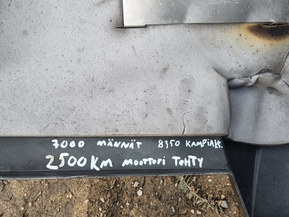 7000 MÄNNÄT 8150 KAMPIAK.
2500KM MOOTTORI TEHTY